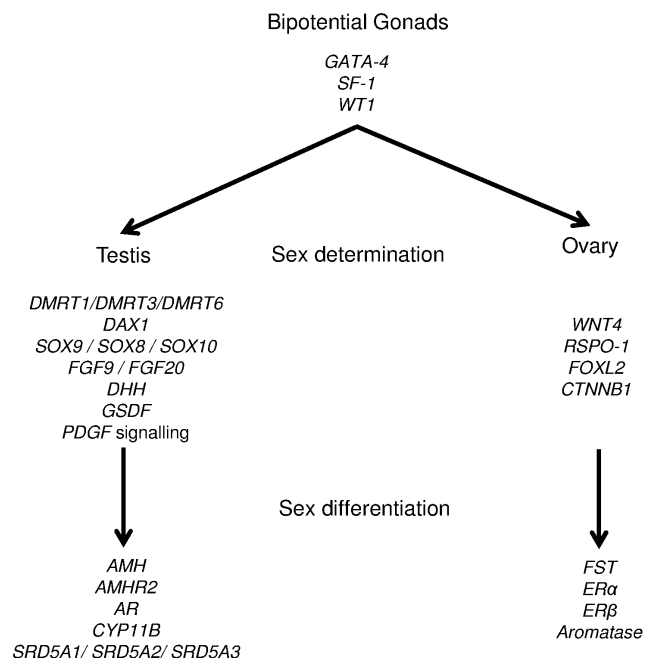 Bipotential Gonads
GATA-4
SF-1
WT1
Testis
Sex determination
Ovary
DMRT1/DMRT3/DMRT6
DAX1
SOX9 / SOX8 / SOX10
FGF9 / FGF20
DHH
GSDF
PDGF signalling
WNT4
RSPO-1
FOXL2
CTNNB1
Sex differentiation
AMH
AMHR2
AR
CYP11B
SRD5A1/ SRD5A2/ SRD5A3
FST
ERα
ERβ
Aromatase